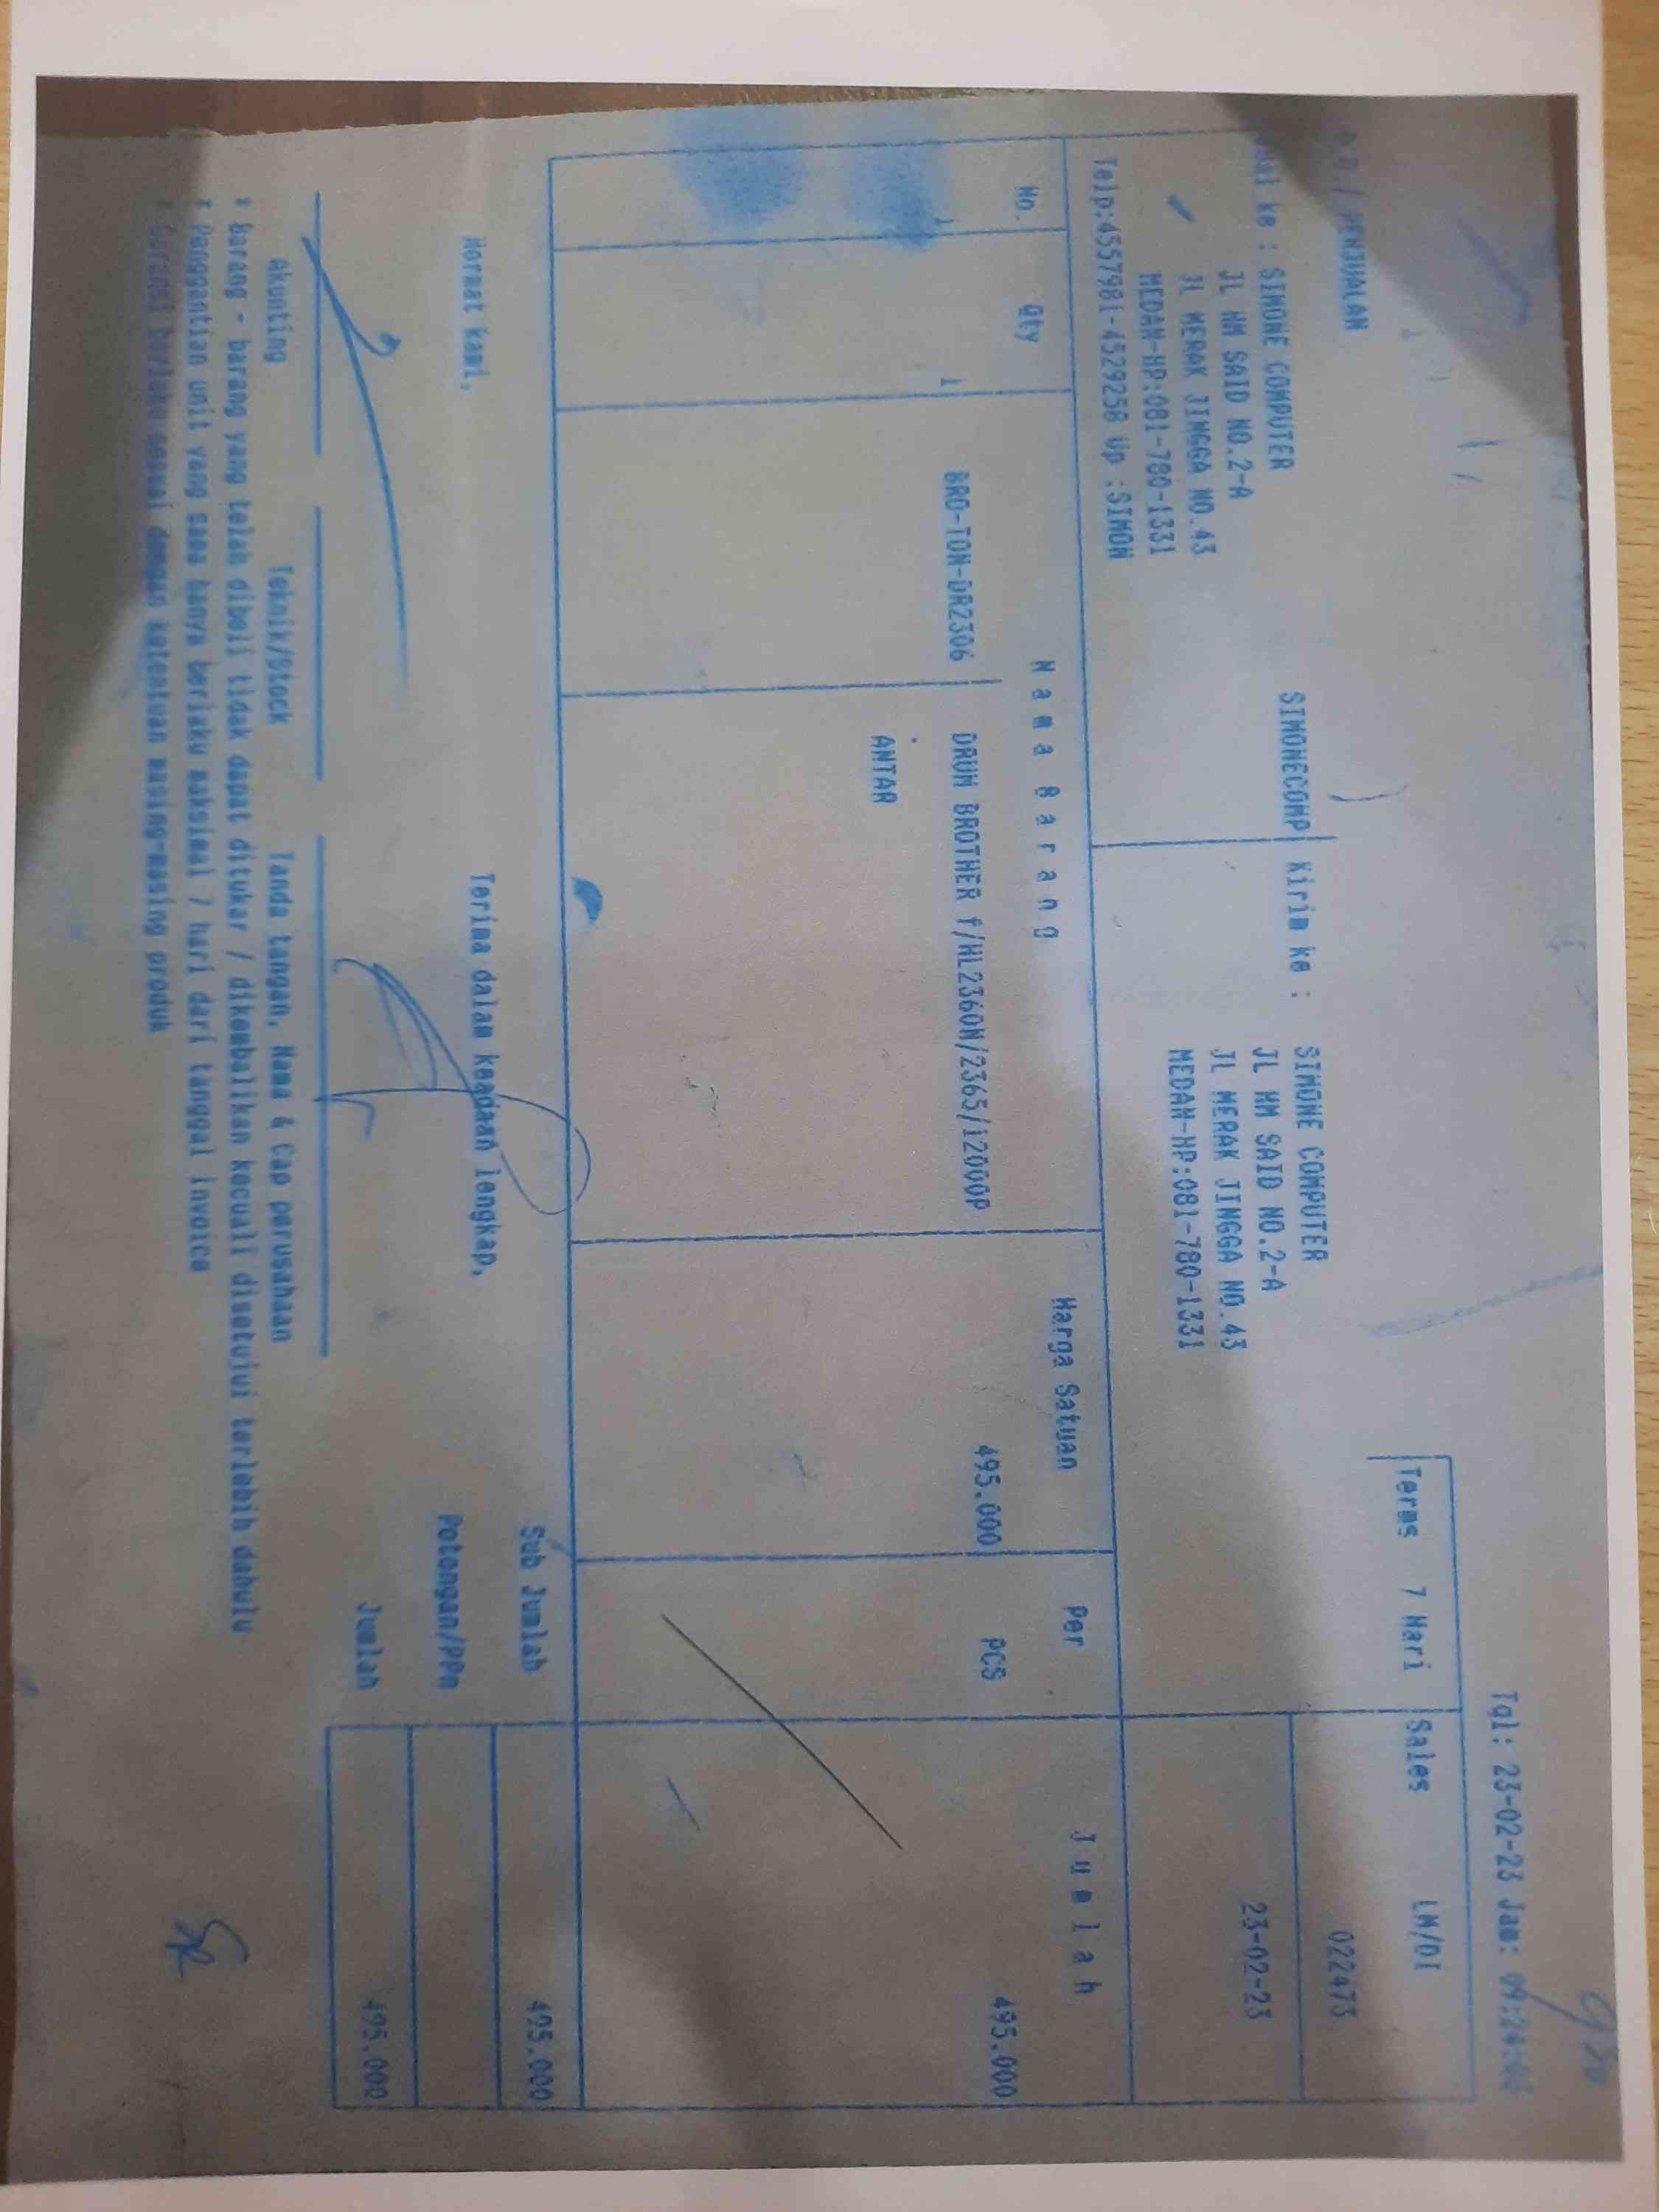 Tgl: 23-02-23 Jam: 09:24:
PENJUALAN
Terms 7 Hari Sales LM/DI
ke : SIMONE COMPUTER SIMONECOMP Kirim Ke : SIMONE COMPUTER 022473
JL HM SAID NO.2-A JL HM SAID NO.2-A
JL MERAK JINGGA NO.43 JL MERAK JINGGA NO.43 23-02-23
MEDAN-HP:081-780-1331 MEDAN-HP:081-780-1331
Telp:4557981-4529258 Up :SIMON
No. Qty Nama Barang Harga Satuan Per Jumlah
1 1 BRO-TON-DR2306 DRUM BROTHER f/HL2360N/2365/1200DP 495.000 PCS 495.000
ANTAR
Sub Jumlah 495.000
Hormat kami, Terima dalam keadaan lengkap,
Potongan/PPn
Jumlah 495.000
Akunting Teknik/Stock Tanda tangan, Nama & Cap perusahaan
* Barang - barang yang telah dibeli tidak dapat ditukar / dikembalikan kecuali disetujui terlebih dahulu
* Penggantian unit yang sama hanya berlaku maksimal 7 hari dari tanggal invoice
* Garansi berlaku sesuai dengan ketentuan masing-masing produk